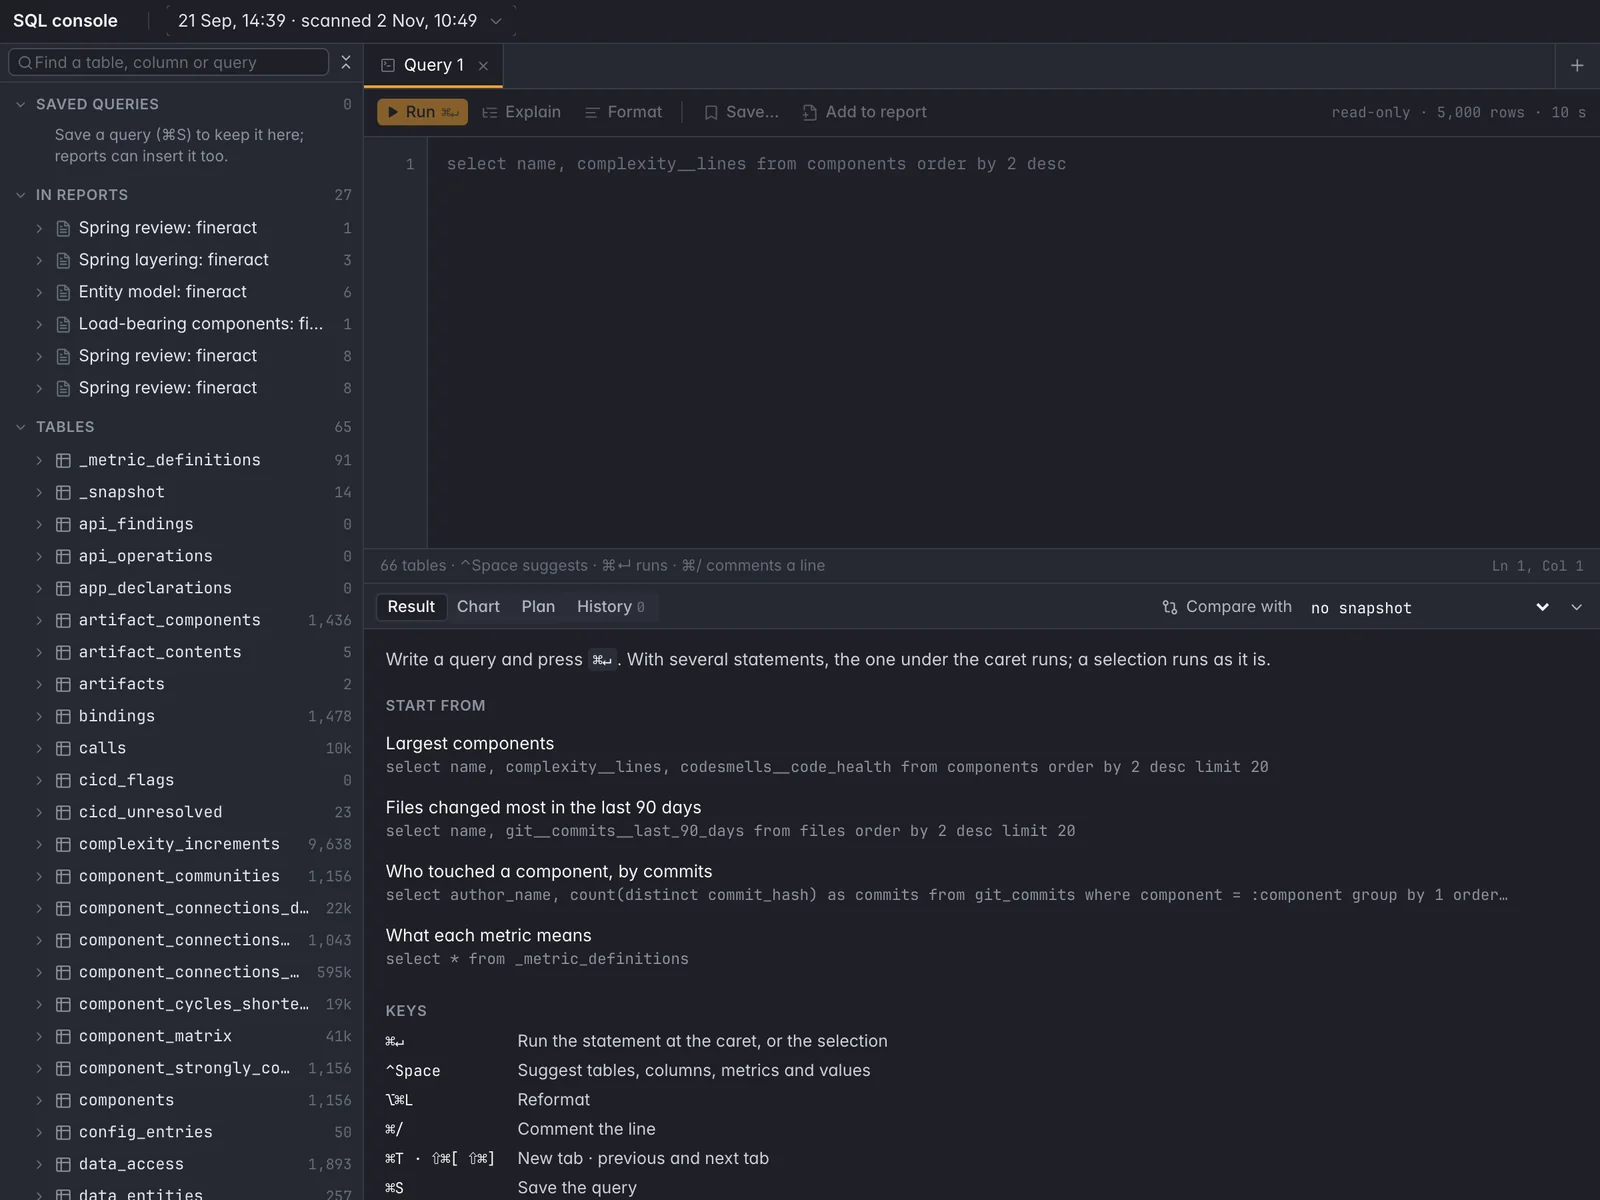 SQL console
21 Sep, 14:39 · scanned 2 Nov, 10:49
Find a table, column or query
SAVED QUERIES 0
Save a query (⌘S) to keep it here;
reports can insert it too.
IN REPORTS 27
Spring review: fineract 1
Spring layering: fineract 3
Entity model: fineract 6
Load-bearing components: fi... 1
Spring review: fineract 8
Spring review: fineract 8
TABLES 65
_metric_definitions 91
_snapshot 14
api_findings 0
api_operations 0
app_declarations 0
artifact_components 1,436
artifact_contents 5
artifacts 2
bindings 1,478
calls 10k
cicd_flags 0
cicd_unresolved 23
complexity_increments 9,638
component_communities 1,156
component_connections_d… 22k
component_connections… 1,043
component_connections_… 595k
component_cycles_shorte… 19k
component_matrix 41k
component_strongly_co… 1,156
components 1,156
config_entries 50
data_access 1,893
data_entities 257
Query 1
Run ⌘↵ Explain Format Save... Add to report
read-only · 5,000 rows · 10 s
1 select name, complexity__lines from components order by 2 desc
66 tables · ^Space suggests · ⌘↵ runs · ⌘/ comments a line
Ln 1, Col 1
Result Chart Plan History 0
Compare with no snapshot
Write a query and press ⌘↵. With several statements, the one under the caret runs; a selection runs as it is.
START FROM
Largest components
select name, complexity__lines, codesmells__code_health from components order by 2 desc limit 20
Files changed most in the last 90 days
select name, git__commits__last_90_days from files order by 2 desc limit 20
Who touched a component, by commits
select author_name, count(distinct commit_hash) as commits from git_commits where component = :component group by 1 order…
What each metric means
select * from _metric_definitions
KEYS
⌘↵ Run the statement at the caret, or the selection
^Space Suggest tables, columns, metrics and values
⌥⌘L Reformat
⌘/ Comment the line
⌘T · ⇧⌘[ ⇧⌘] New tab · previous and next tab
⌘S Save the query